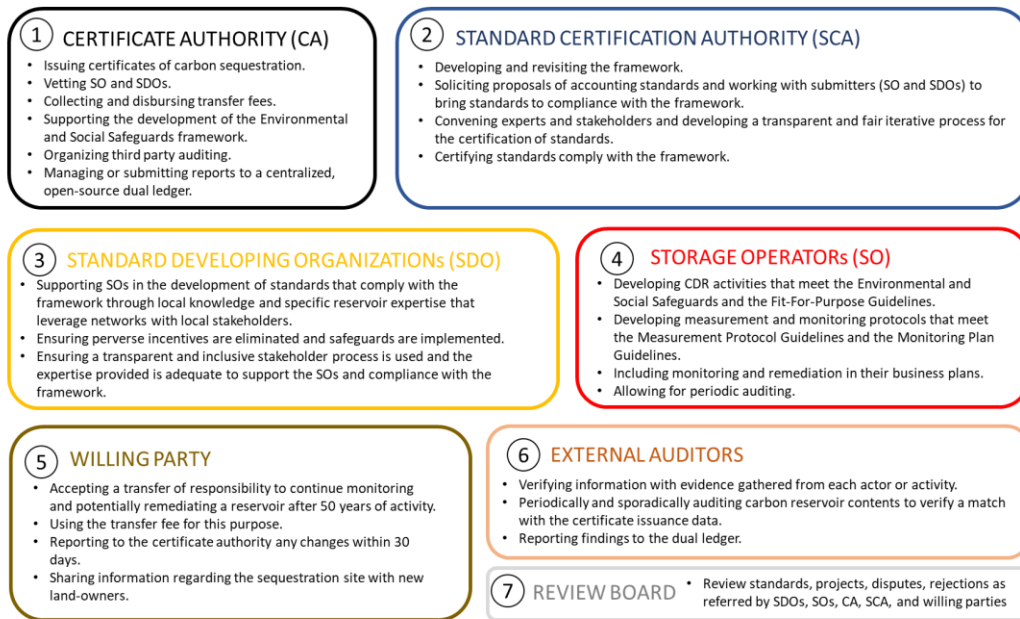 1 CERTIFICATE AUTHORITY (CA)
• Issuing certificates of carbon sequestration.
• Vetting SO and SDOs.
• Collecting and disbursing transfer fees.
• Supporting the development of the Environmental
and Social Safeguards framework.
• Organizing third party auditing.
• Managing or submitting reports to a centralized,
open-source dual ledger.
2 STANDARD CERTIFICATION AUTHORITY (SCA)
• Developing and revisiting the framework.
• Soliciting proposals of accounting standards and working with submitters (SO and SDOs) to
bring standards to compliance with the framework.
• Convening experts and stakeholders and developing a transparent and fair iterative process for
the certification of standards.
• Certifying standards comply with the framework.
3 STANDARD DEVELOPING ORGANIZATIONs (SDO)
• Supporting SOs in the development of standards that comply with the
framework through local knowledge and specific reservoir expertise that
leverage networks with local stakeholders.
• Ensuring perverse incentives are eliminated and safeguards are implemented.
• Ensuring a transparent and inclusive stakeholder process is used and the
expertise provided is adequate to support the SOs and compliance with the
framework.
4 STORAGE OPERATORs (SO)
• Developing CDR activities that meet the Environmental and
Social Safeguards and the Fit-For-Purpose Guidelines.
• Developing measurement and monitoring protocols that meet
the Measurement Protocol Guidelines and the Monitoring Plan
Guidelines.
• Including monitoring and remediation in their business plans.
• Allowing for periodic auditing.
5 WILLING PARTY
• Accepting a transfer of responsibility to continue monitoring
and potentially remediating a reservoir after 50 years of activity.
• Using the transfer fee for this purpose.
• Reporting to the certificate authority any changes within 30
days.
• Sharing information regarding the sequestration site with new
land-owners.
6 EXTERNAL AUDITORS
• Verifying information with evidence gathered from each actor or activity.
• Periodically and sporadically auditing carbon reservoir contents to verify a match
with the certificate issuance data.
• Reporting findings to the dual ledger.
7 REVIEW BOARD
• Review standards, projects, disputes, rejections as
referred by SDOs, SOs, CA, SCA, and willing parties